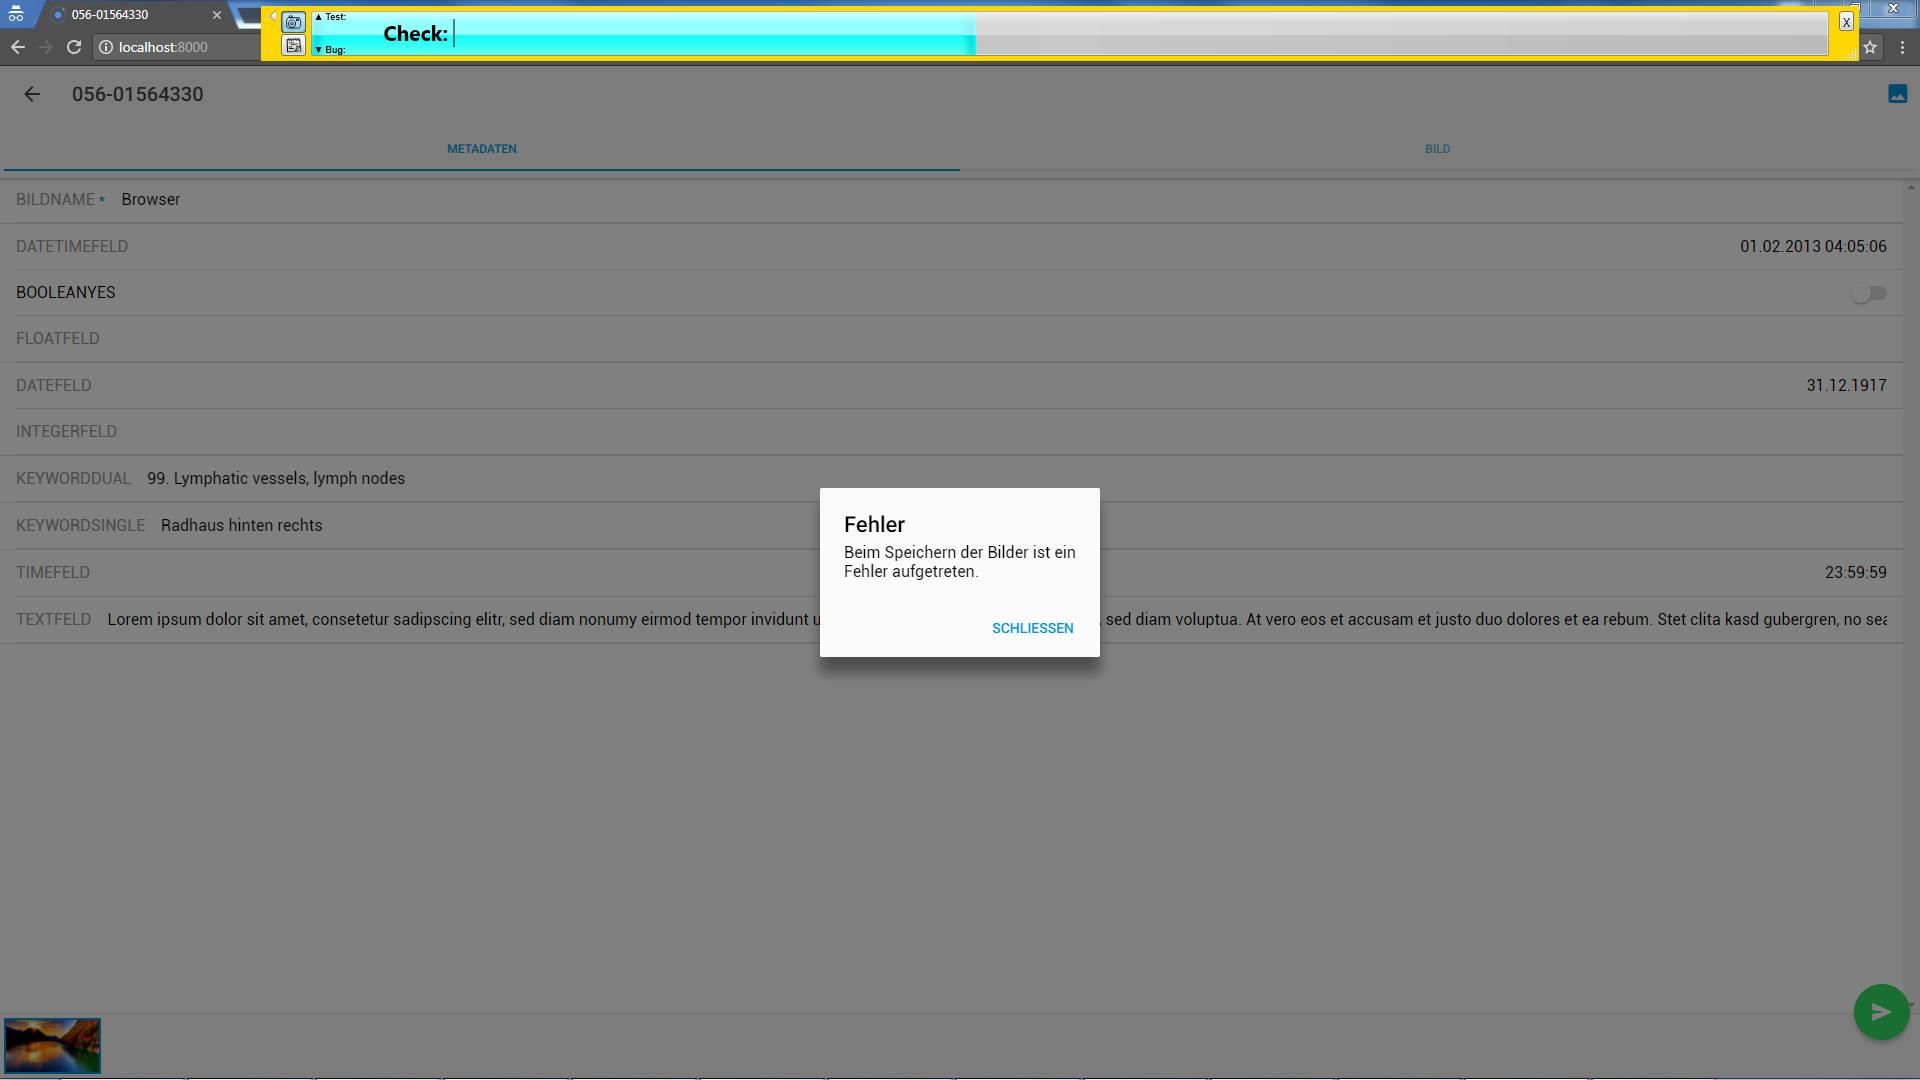 056-01564330
▲ Test:
Check:
▼ Bug:
X
localhost:8000
056-01564330
METADATEN
BILD
BILDNAME * Browser
DATETIMEFELD 01.02.2013 04:05:06
BOOLEANYES
FLOATFELD
DATEFELD 31.12.1917
INTEGERFELD
KEYWORDDUAL 99. Lymphatic vessels, lymph nodes
KEYWORDSINGLE Radhaus hinten rechts
TIMEFELD 23:59:59
TEXTFELD Lorem ipsum dolor sit amet, consetetur sadipscing elitr, sed diam nonumy eirmod tempor invidunt u , sed diam voluptua. At vero eos et accusam et justo duo dolores et ea rebum. Stet clita kasd gubergren, no sea
Fehler
Beim Speichern der Bilder ist ein
Fehler aufgetreten.
SCHLIESSEN